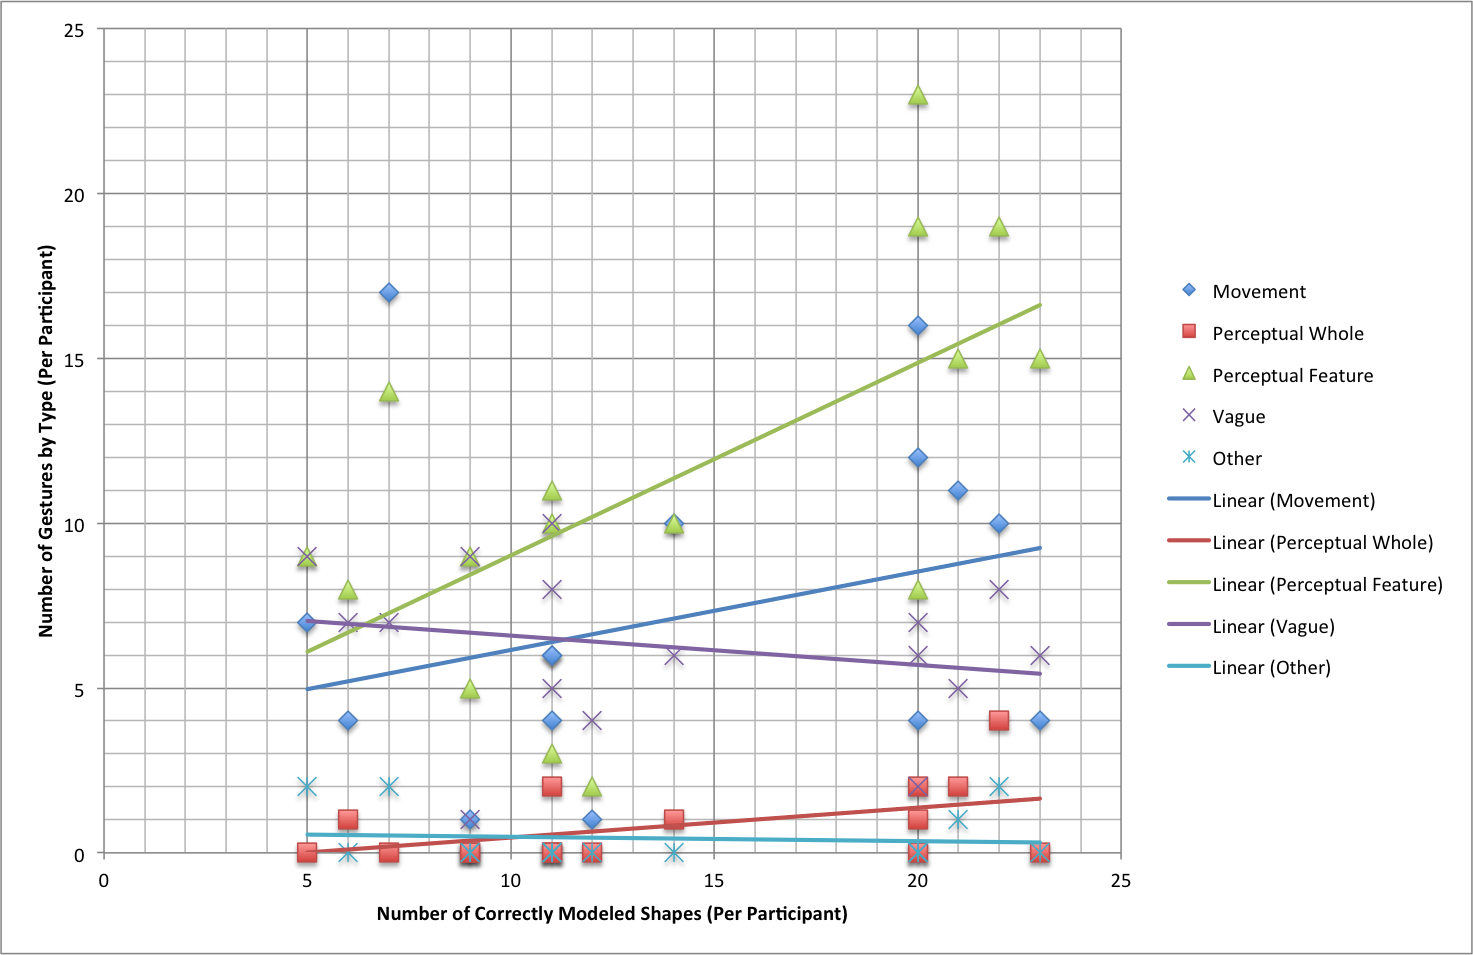 25
20
15
10
5
0
0 5 10 15 20 25
Number of Gestures by Type (Per Participant)
Number of Correctly Modeled Shapes (Per Participant)
Movement
Perceptual Whole
Perceptual Feature
Vague
Other
Linear (Movement)
Linear (Perceptual Whole)
Linear (Perceptual Feature)
Linear (Vague)
Linear (Other)